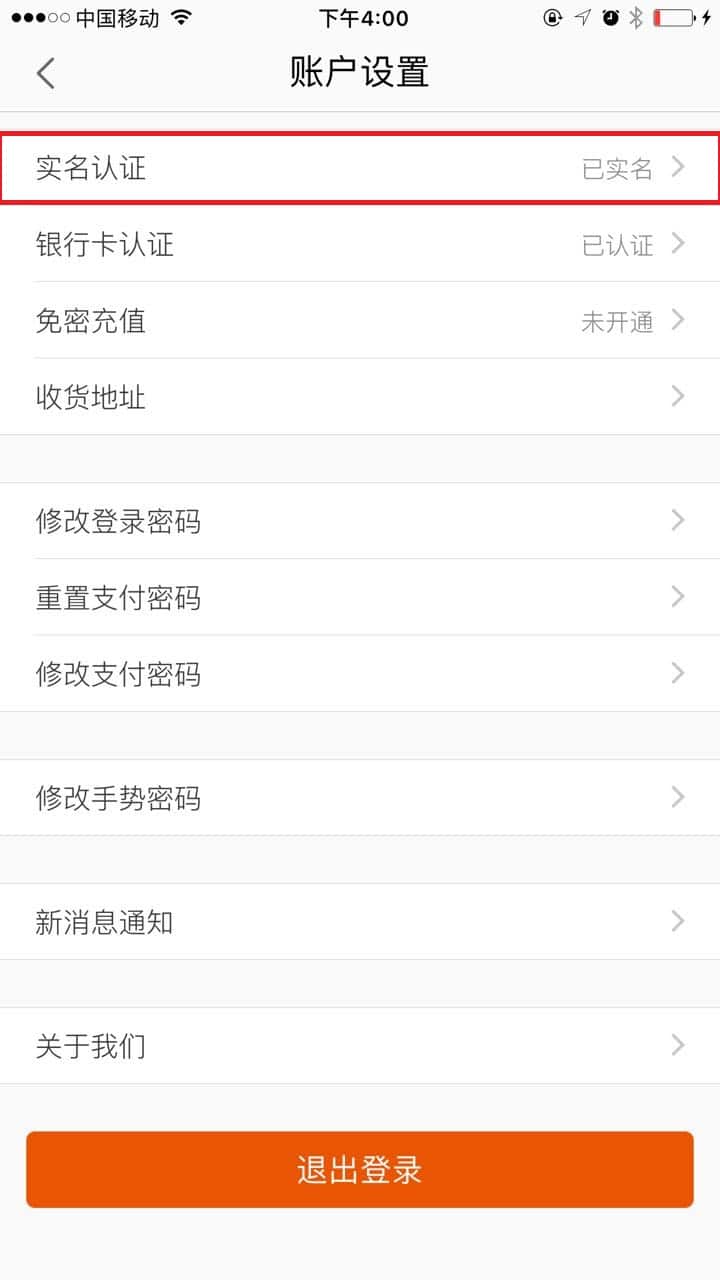 中国移动 下午4:00
账户设置
实名认证 已实名
银行卡认证 已认证
免密充值 未开通
收货地址
修改登录密码
重置支付密码
修改支付密码
修改手势密码
新消息通知
关于我们
退出登录